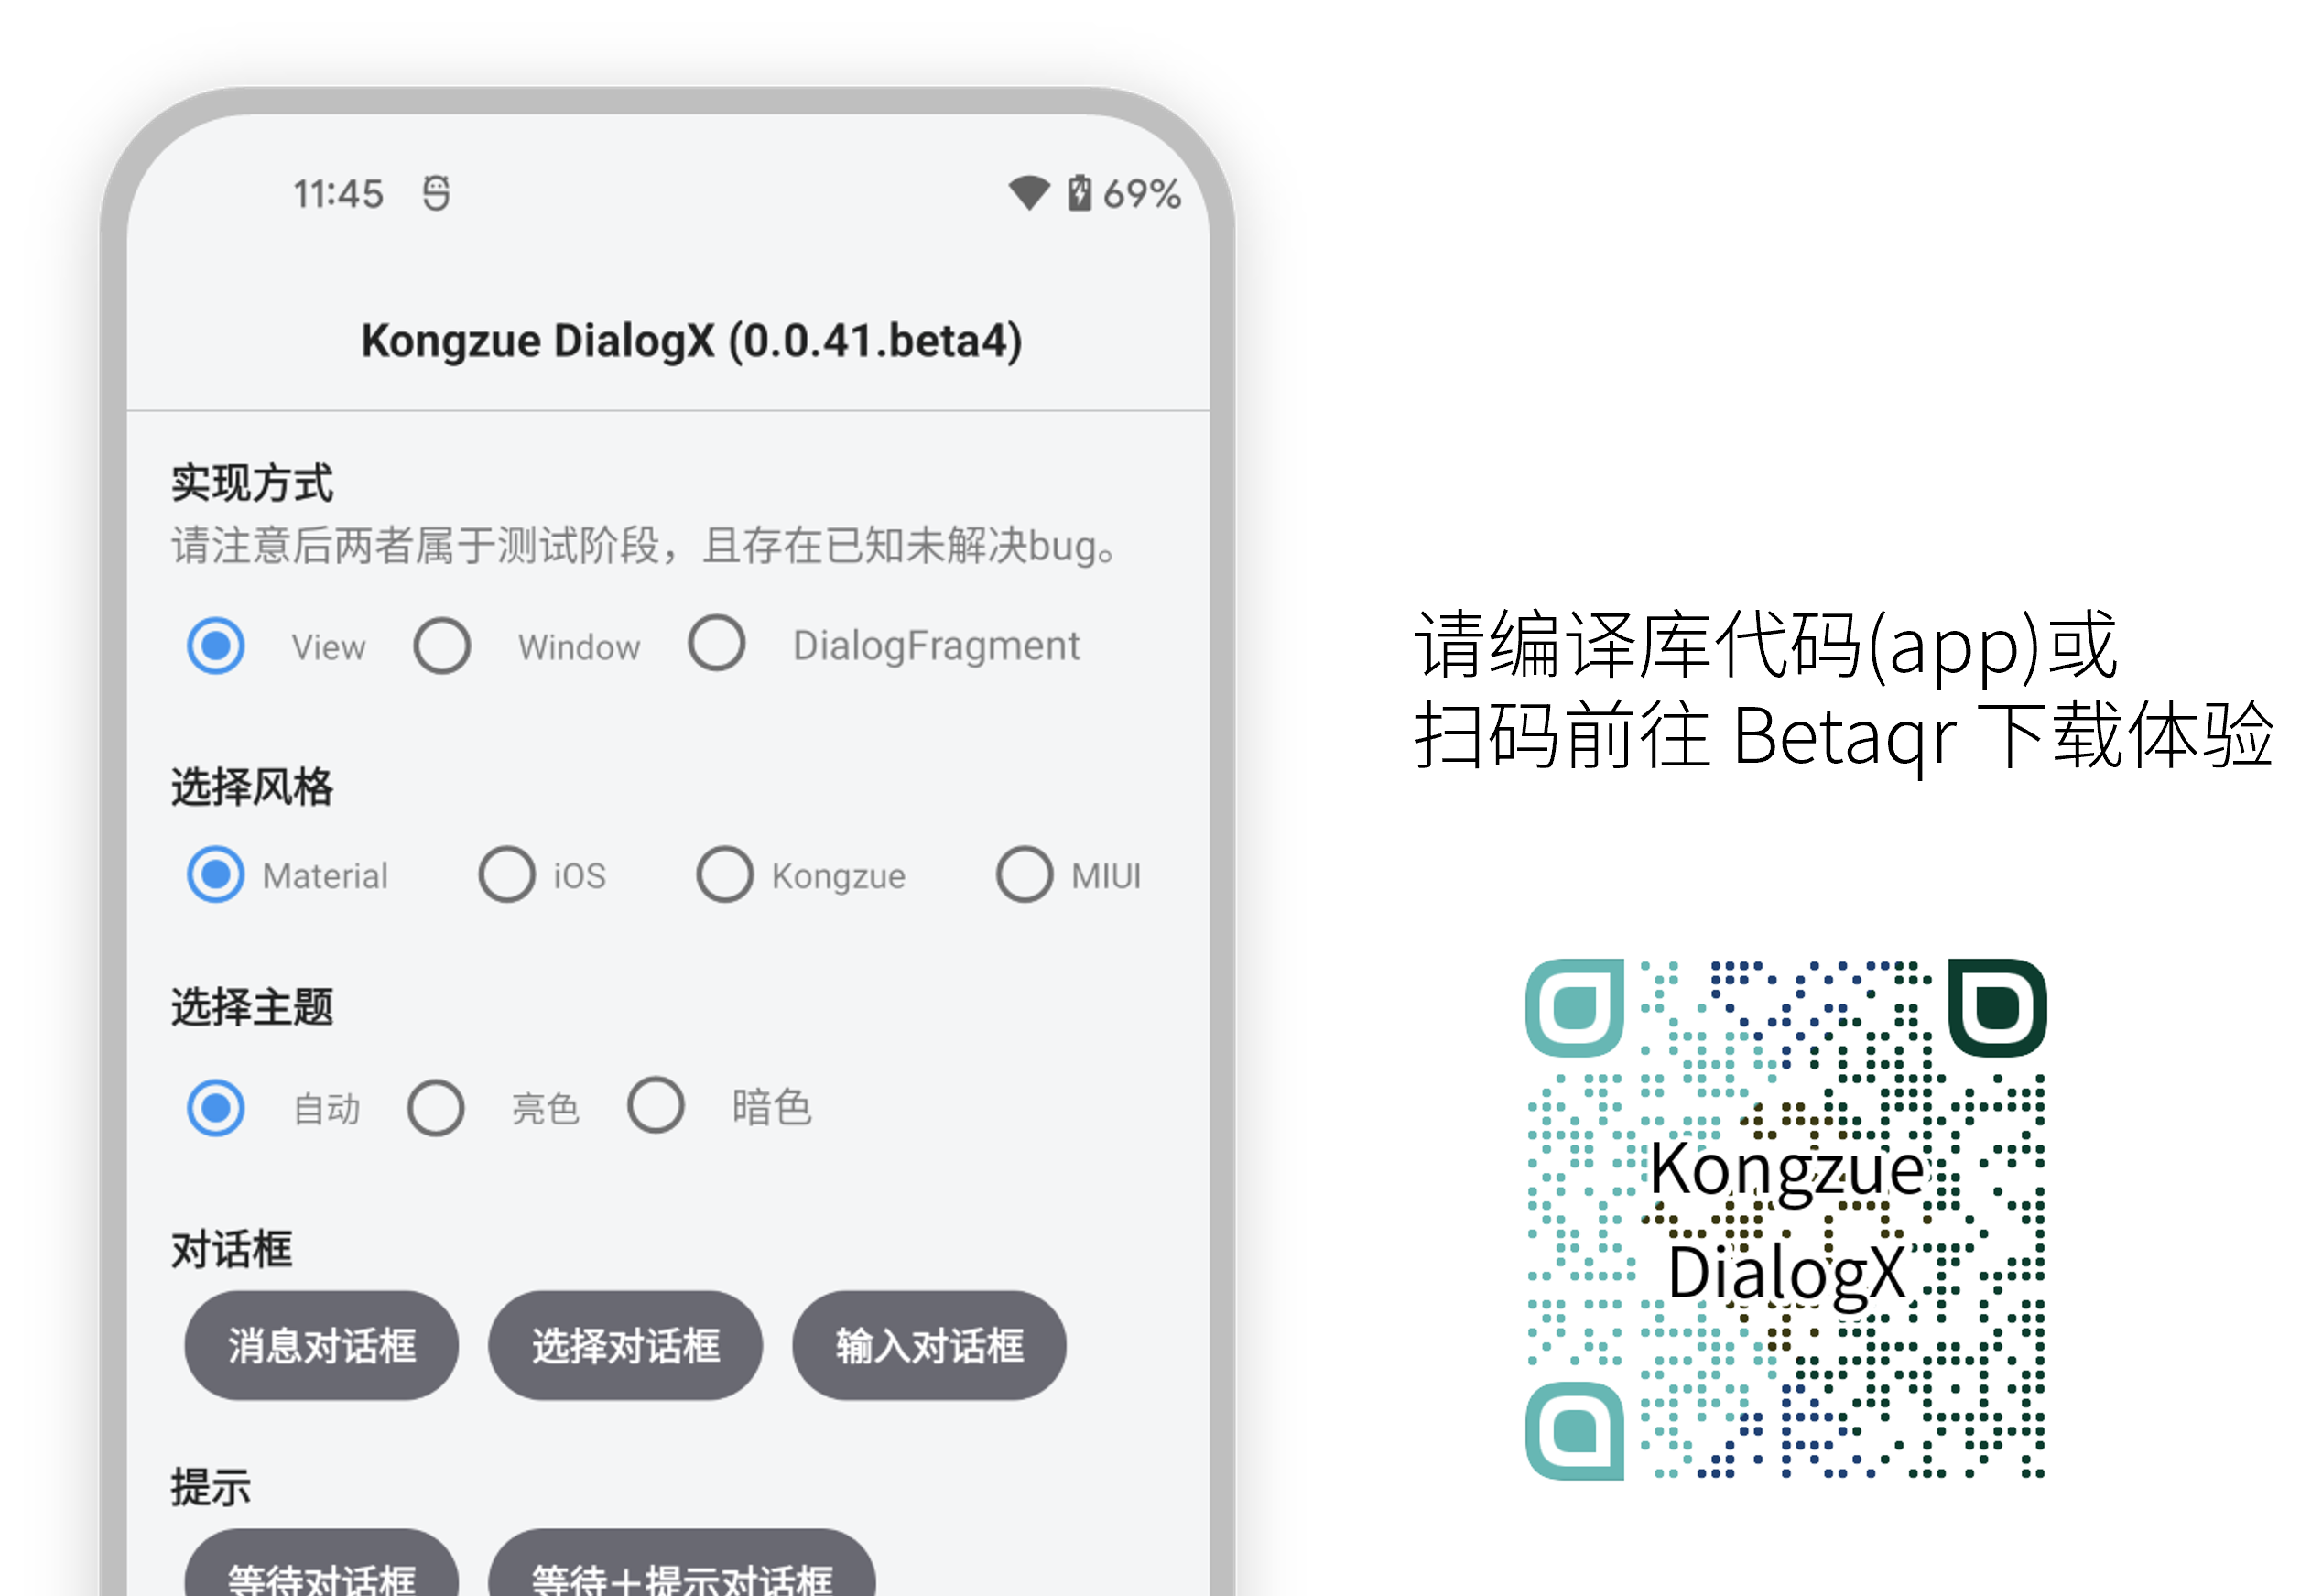 11:45
69%
Kongzue DialogX (0.0.41.beta4)
实现方式
请注意后两者属于测试阶段，且存在已知未解决bug。
View Window DialogFragment
选择风格
Material iOS Kongzue MIUI
选择主题
自动 亮色 暗色
对话框
消息对话框 选择对话框 输入对话框
提示
等待对话框 等待+提示对话框
请编译库代码(app)或
扫码前往 Betaqr 下载体验
Kongzue
DialogX